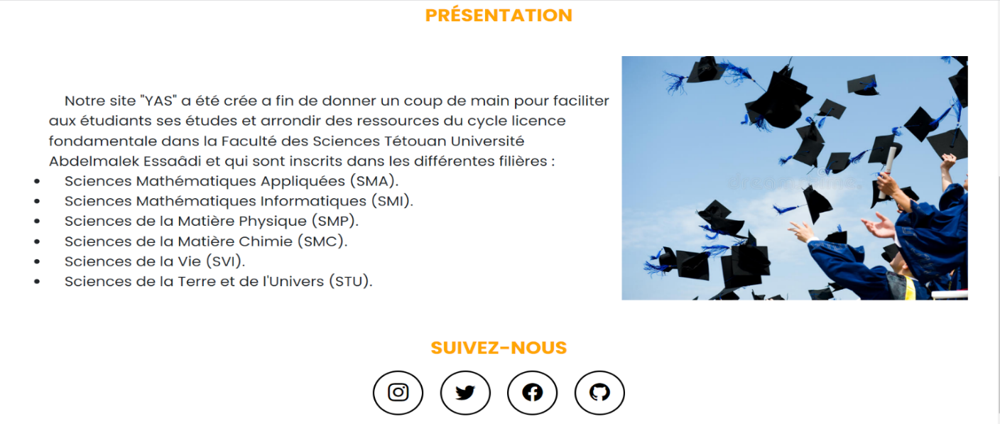 PRÉSENTATION
Notre site "YAS" a été crée a fin de donner un coup de main pour faciliter
aux étudiants ses études et arrondir des ressources du cycle licence
fondamentale dans la Faculté des Sciences Tétouan Université
Abdelmalek Essaâdi et qui sont inscrits dans les différentes filières :
• Sciences Mathématiques Appliquées (SMA).
• Sciences Mathématiques Informatiques (SMI).
• Sciences de la Matière Physique (SMP).
• Sciences de la Matière Chimie (SMC).
• Sciences de la Vie (SVI).
• Sciences de la Terre et de l'Univers (STU).
SUIVEZ-NOUS